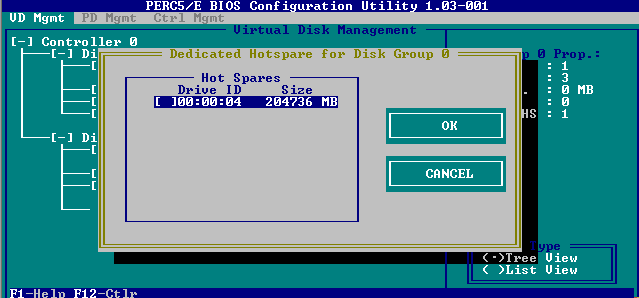 PERC5/E BIOS Configuration Utility 1.03-001
VD Mgmt PD Mgmt Ctrl Mgmt
Virtual Disk Management
[-] Controller 0
[-] Di
Dedicated Hotspare for Disk Group 0
p 0 Prop.:
: 1
: 3
. : 0 MB
: 0
HS : 1
Hot Spares
Drive ID Size
[ ]00:00:04 204736 MB
OK
CANCEL
[-] Di
Type
(·)Tree View
( )List View
F1-Help F12-Ctlr